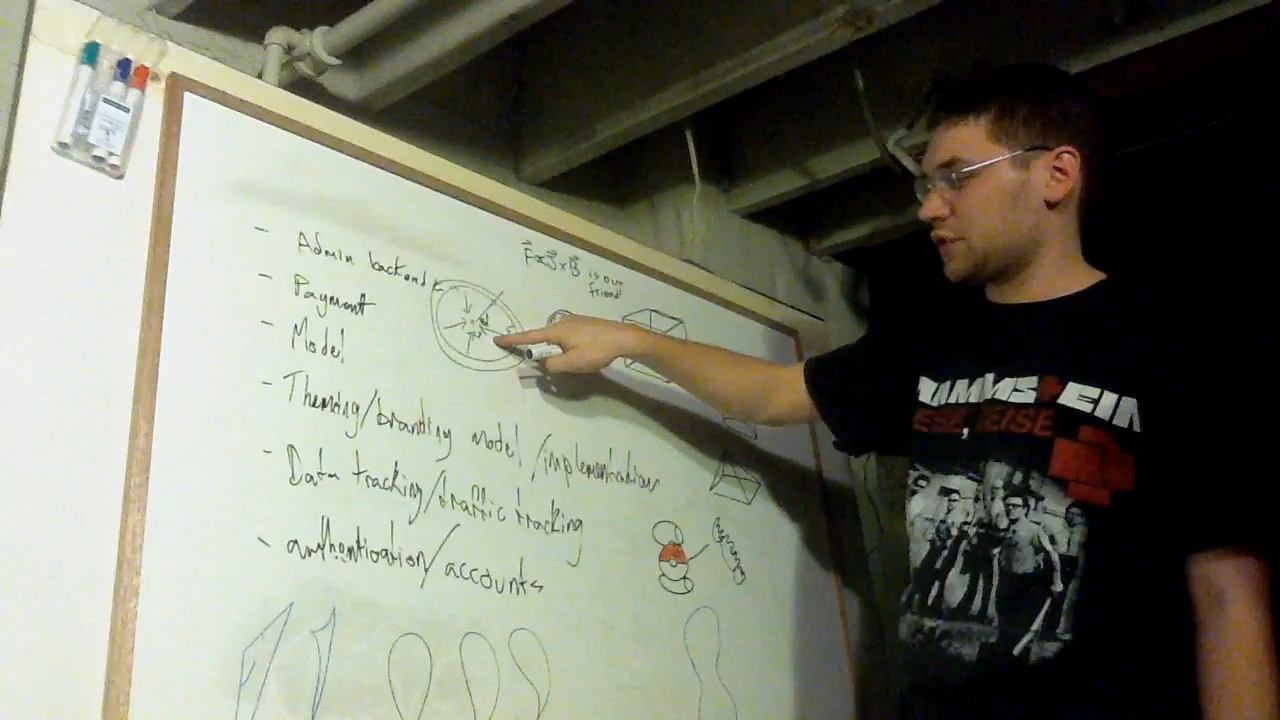 - Admin backend
- Payment
- Model
- Theming/branding model/implementation
- Data tracking/traffic tracking
- authentication/accounts
is our
friend!
RAMMSTEIN
REISE, REISE